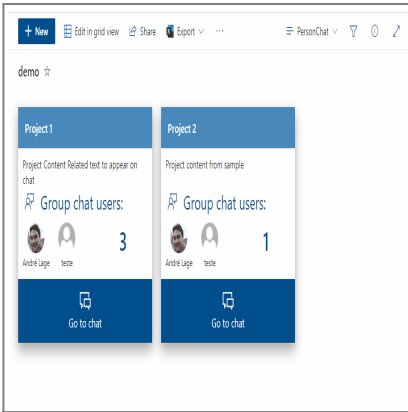 New Edit in grid view Share Export ··· PersonChat
demo
Project 1
Project Content Related text to appear on
chat
Group chat users:
3
André Lage teste
Go to chat
Project 2
Project content from sample
Group chat users:
1
André Lage teste
Go to chat